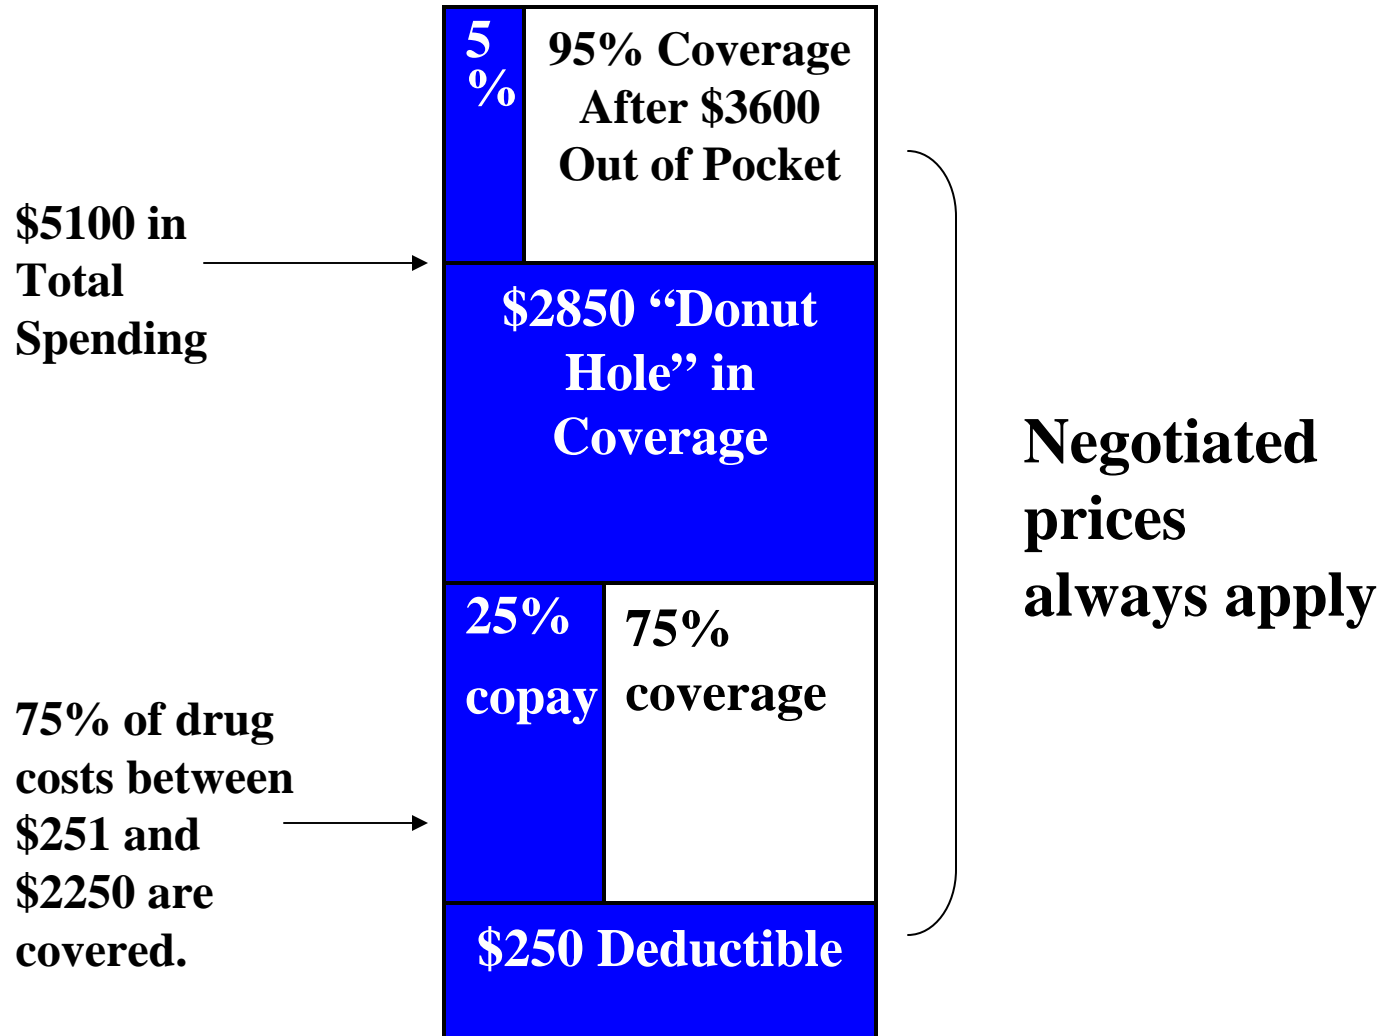 5
%
95% Coverage
After $3600
Out of Pocket
$5100 in
Total
Spending
$2850 “Donut
Hole” in
Coverage
Negotiated
prices
always apply
25%
copay
75%
coverage
75% of drug
costs between
$251 and
$2250 are
covered.
$250 Deductible